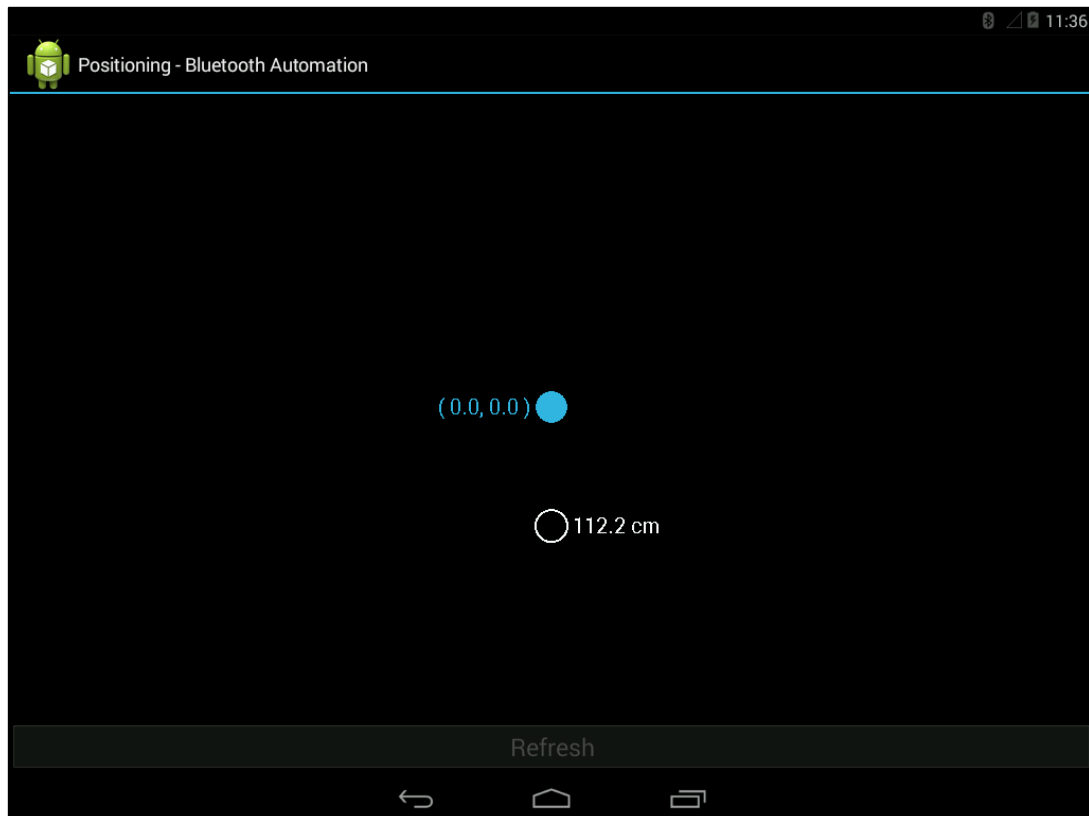 11:36
Positioning - Bluetooth Automation
( 0.0, 0.0 )
112.2 cm
Refresh